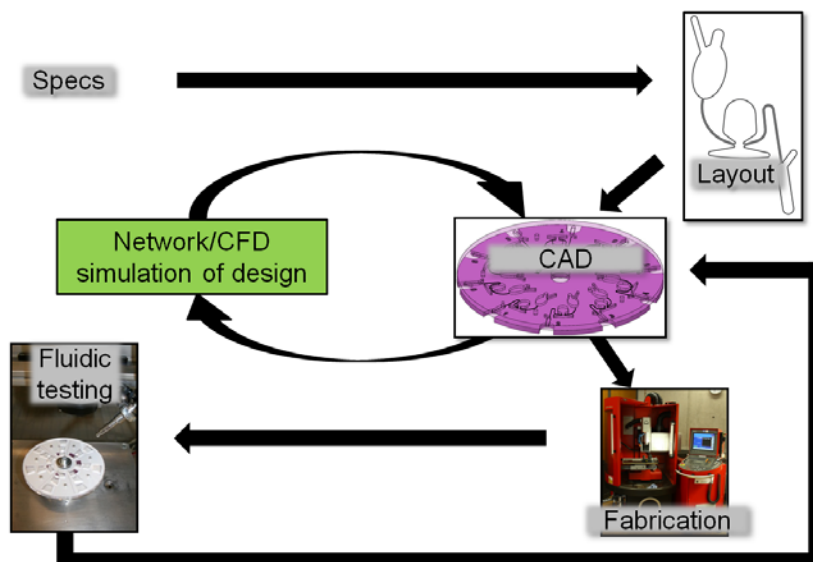 Specs
Layout
Network/CFD
simulation of design
CAD
Fluidic
testing
Fabrication